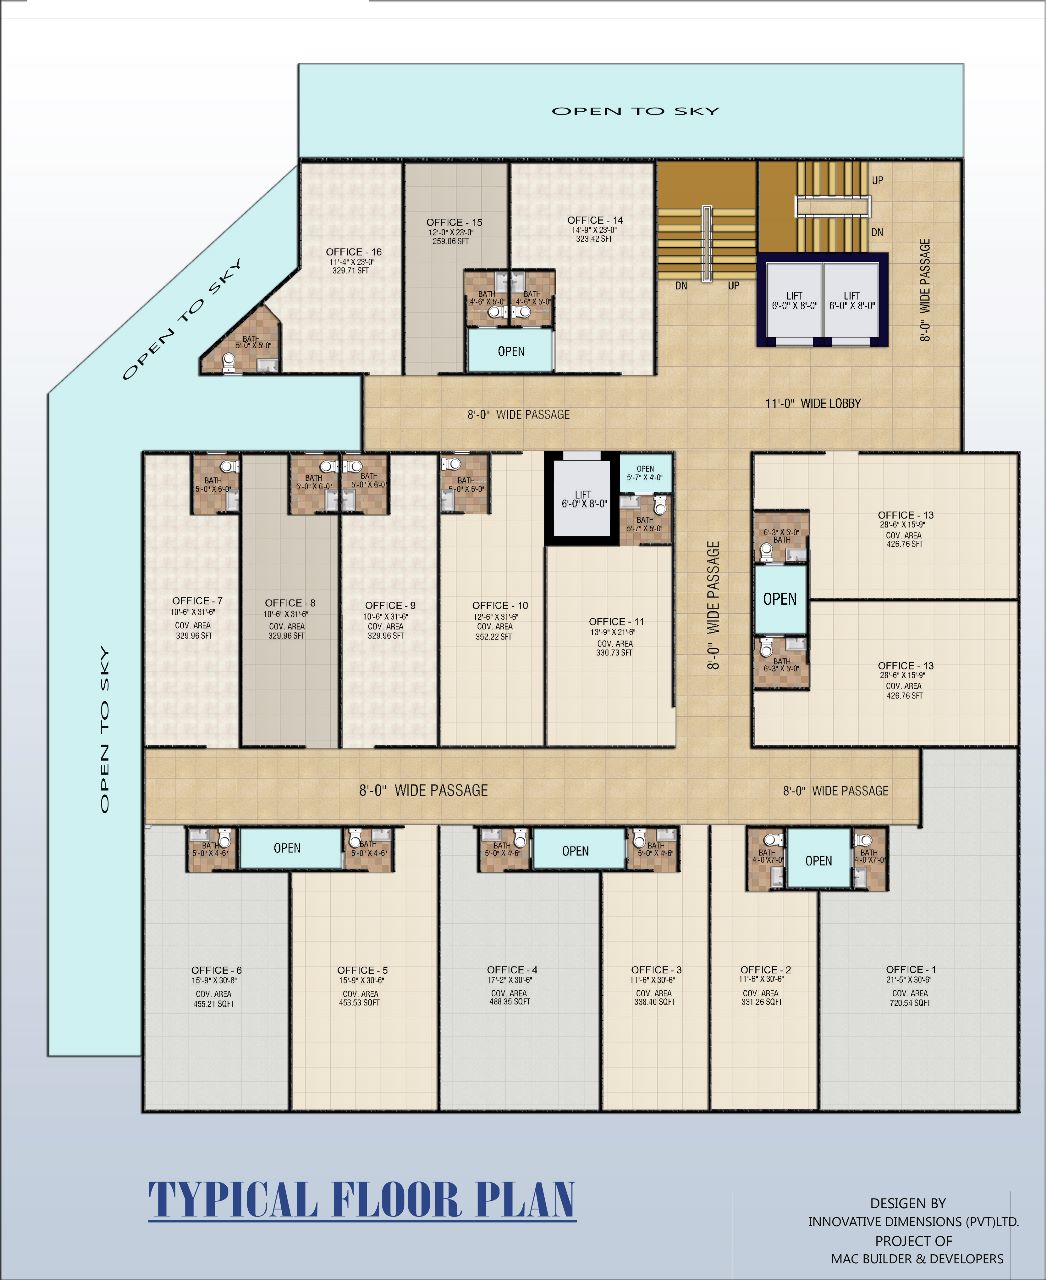 OPEN TO SKY
OFFICE - 16
11'-4" X 23'-0"
329.71 SFT
OFFICE - 15
12'-0" X 23'-0"
259.06 SFT
OFFICE - 14
14'-9" X 23'-0"
323.42 SFT
BATH
4'-6" X 5'-0"
BATH
4'-6" X 5'-0"
OPEN
DN
UP
UP
DN
LIFT
6'-0" X 8'-0"
LIFT
6'-0" X 8'-0"
8'-0" WIDE PASSAGE
OPEN TO SKY
BATH
5'-0" X 5'-0"
8'-0" WIDE PASSAGE
11'-0" WIDE LOBBY
BATH
5'-0" X 6'-0"
BATH
5'-0" X 6'-0"
BATH
5'-0" X 6'-0"
BATH
5'-0" X 6'-0"
LIFT
6'-0" X 8'-0"
OPEN
5'-7" X 4'-0"
BATH
5'-7" X 5'-0"
OFFICE - 7
10'-6" X 31'-6"
COV. AREA
329.96 SFT
OFFICE - 8
10'-6" X 31'-6"
COV. AREA
329.96 SFT
OFFICE - 9
10'-6" X 31'-6"
COV. AREA
329.96 SFT
OFFICE - 10
12'-6" X 31'-6"
COV. AREA
352.22 SFT
OFFICE - 11
13'-9" X 21'-6"
COV. AREA
330.73 SFT
8'-0" WIDE PASSAGE
OFFICE - 13
28'-6" X 15'-9"
COV. AREA
426.76 SFT
6'-3" X 5'-0"
BATH
OPEN
BATH
6'-3" X 5'-0"
OFFICE - 13
28'-6" X 15'-9"
COV. AREA
426.76 SFT
OPEN TO SKY
8'-0" WIDE PASSAGE
8'-0" WIDE PASSAGE
BATH
5'-0" X 4'-6"
OPEN
BATH
5'-0" X 4'-6"
BATH
5'-0" X 4'-6"
OPEN
BATH
5'-0" X 4'-6"
BATH
4'-0" X 7'-0"
OPEN
BATH
4'-0" X 7'-0"
OFFICE - 6
15'-9" X 30'-8"
COV. AREA
455.21 SQFT
OFFICE - 5
15'-9" X 30'-6"
COV. AREA
453.53 SQFT
OFFICE - 4
17'-2" X 30'-6"
COV. AREA
488.35 SQFT
OFFICE - 3
11'-6" X 30'-6"
COV. AREA
338.40 SQFT
OFFICE - 2
11'-6" X 30'-6"
COV. AREA
331.26 SQFT
OFFICE - 1
21'-5" X 30'-6"
COV. AREA
720.54 SQFT
TYPICAL FLOOR PLAN
DESIGEN BY
INNOVATIVE DIMENSIONS (PVT)LTD.
PROJECT OF
MAC BUILDER & DEVELOPERS